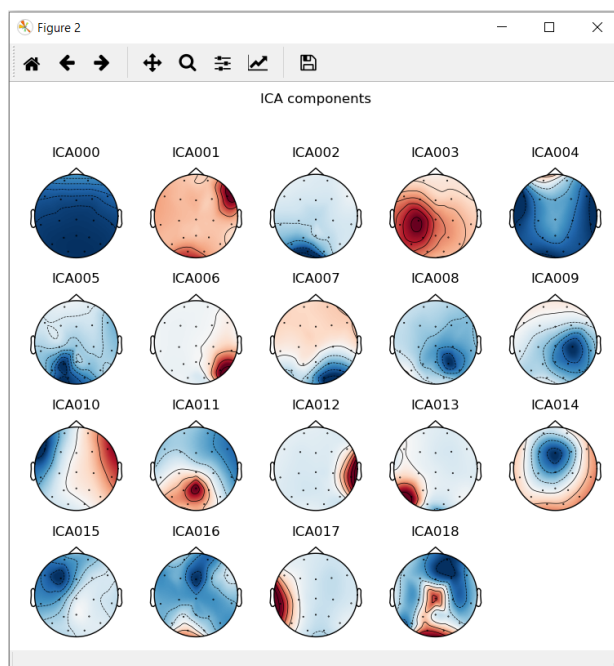 Figure 2
ICA components
ICA000 ICA001 ICA002 ICA003 ICA004
ICA005 ICA006 ICA007 ICA008 ICA009
ICA010 ICA011 ICA012 ICA013 ICA014
ICA015 ICA016 ICA017 ICA018